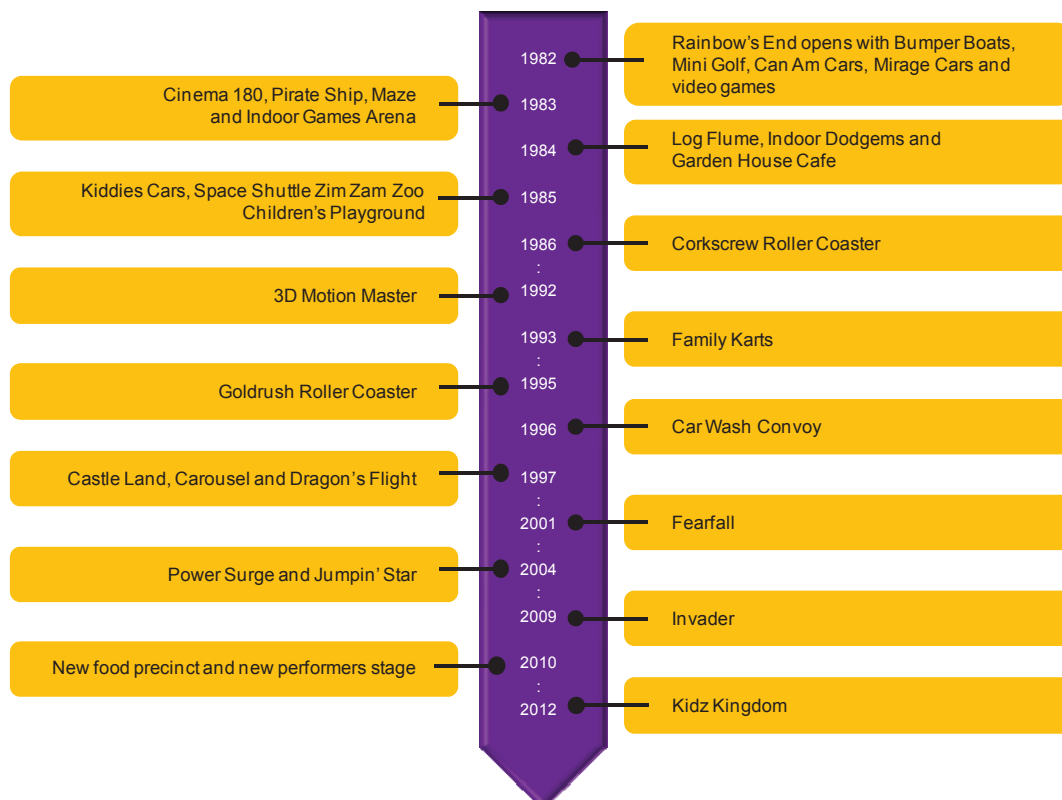 1982
Rainbow's End opens with Bumper Boats,
Mini Golf, Can Am Cars, Mirage Cars and
video games
Cinema 180, Pirate Ship, Maze
and Indoor Games Arena
1983
1984
Log Flume, Indoor Dodgems and
Garden House Cafe
Kiddies Cars, Space Shuttle Zim Zam Zoo
Children's Playground
1985
1986
Corkscrew Roller Coaster
:
3D Motion Master
1992
1993
Family Karts
:
Goldrush Roller Coaster
1995
1996
Car Wash Convoy
Castle Land, Carousel and Dragon's Flight
1997
:
2001
Fearfall
:
Power Surge and Jumpin' Star
2004
:
2009
Invader
New food precinct and new performers stage
2010
:
2012
Kidz Kingdom